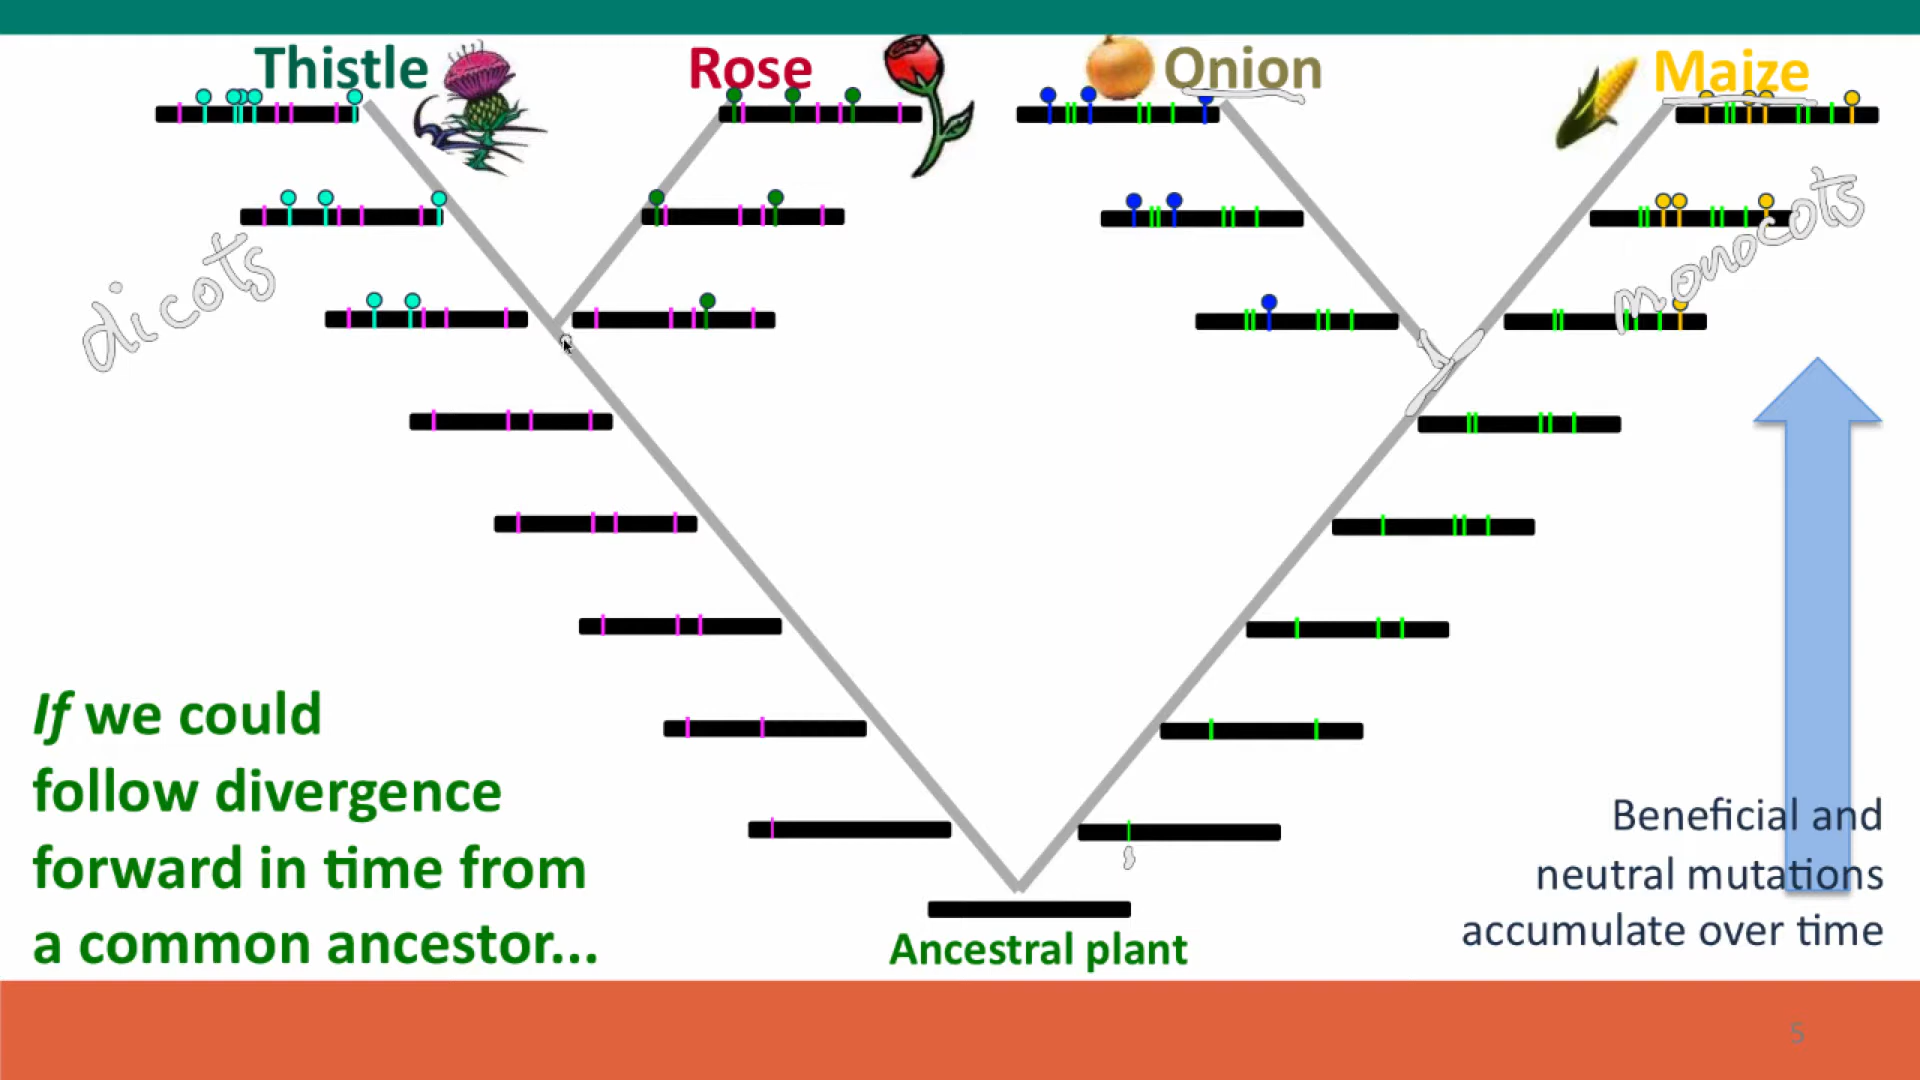 Thistle
Rose
Onion
Maize
dicots
monocots
If we could
follow divergence
forward in time from
a common ancestor...
Ancestral plant
Beneficial and
neutral mutations
accumulate over time
5